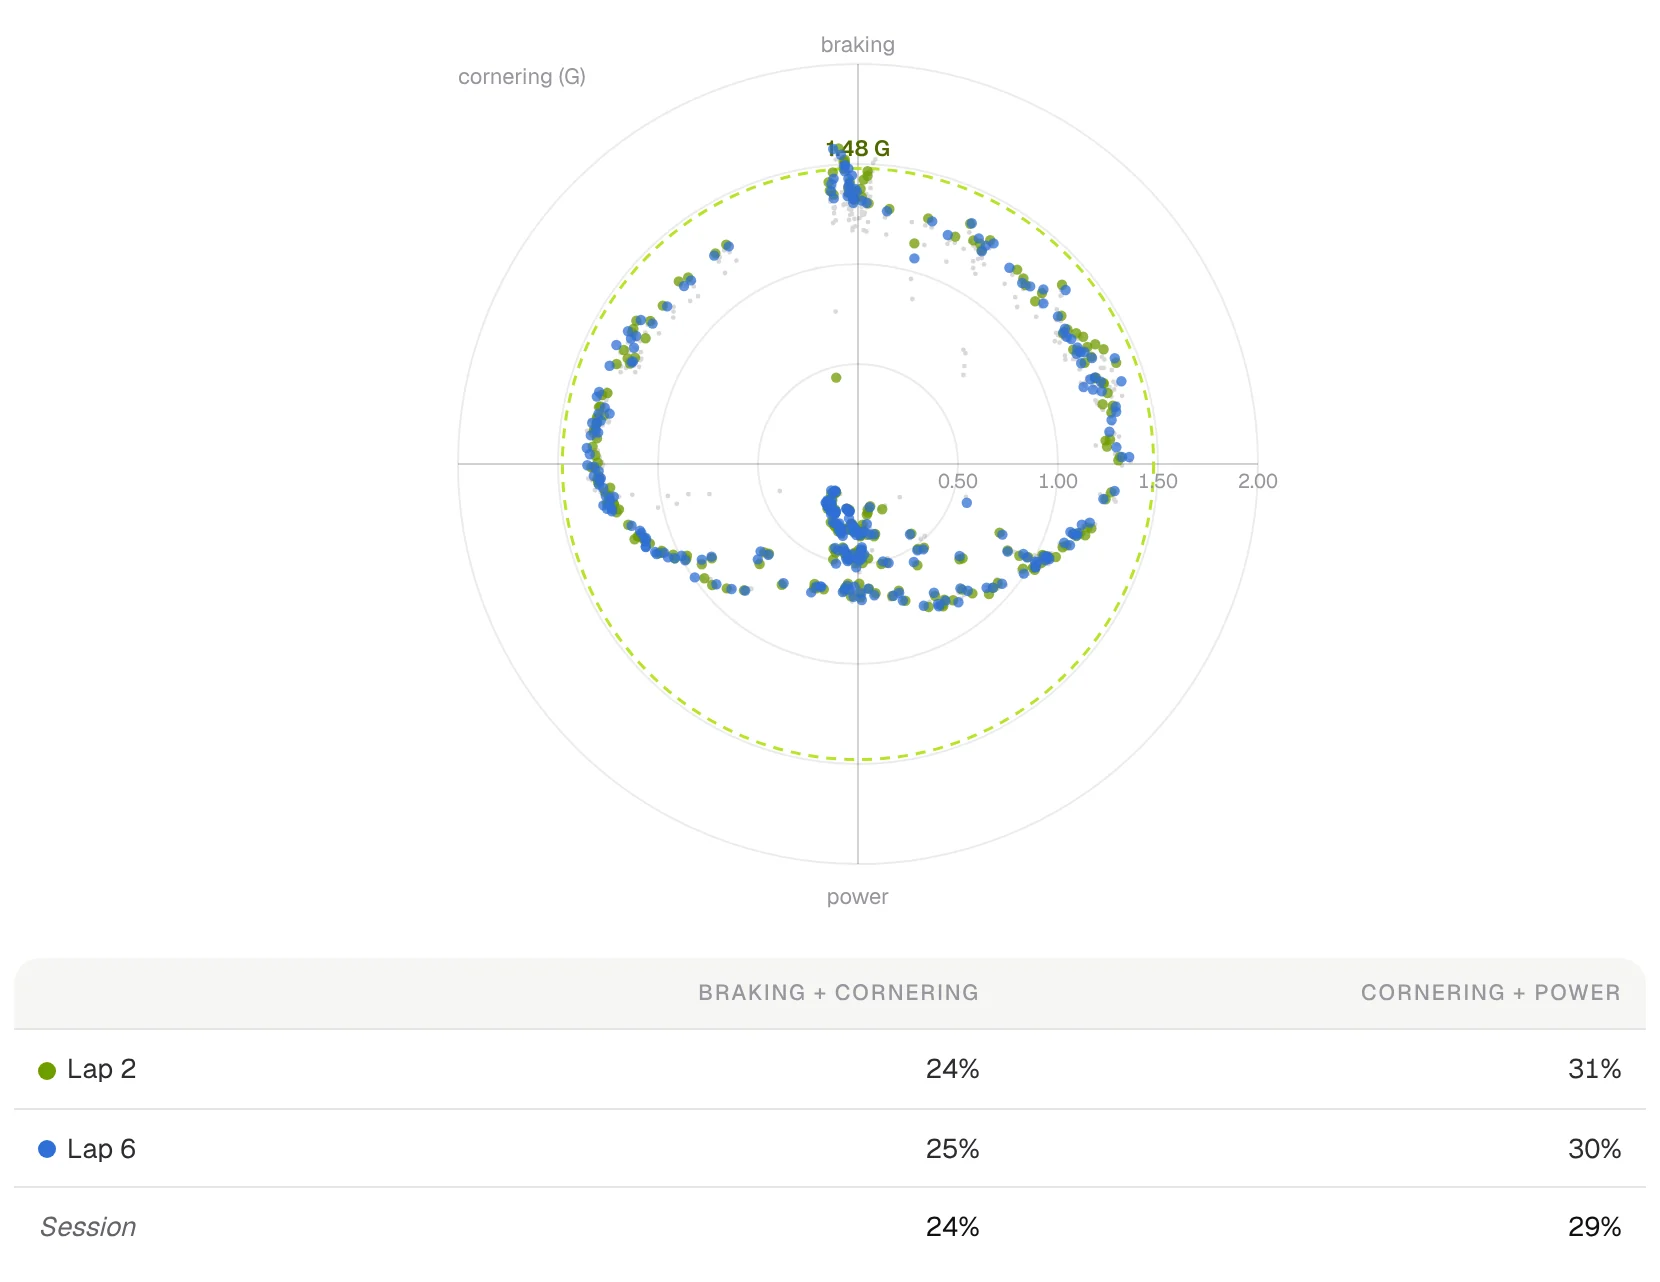 braking
cornering (G)
1.48 G
0.50 1.00 1.50 2.00
power
BRAKING + CORNERING CORNERING + POWER
Lap 2 24% 31%
Lap 6 25% 30%
Session 24% 29%